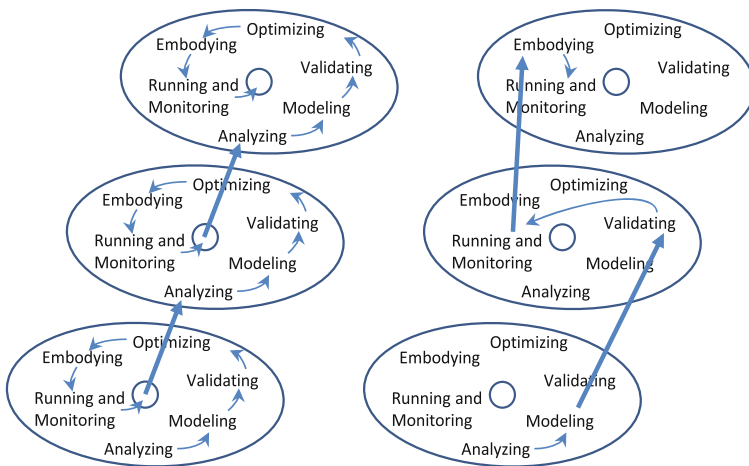 Optimizing
Embodying
Validating
Running and
Monitoring
Modeling
Analyzing
Optimizing
Embodying
Validating
Running and
Monitoring
Modeling
Analyzing
Optimizing
Embodying
Validating
Running and
Monitoring
Modeling
Analyzing
Optimizing
Embodying
Validating
Running and
Monitoring
Modeling
Analyzing
Optimizing
Embodying
Validating
Running and
Monitoring
Modeling
Analyzing
Optimizing
Embodying
Validating
Running and
Monitoring
Modeling
Analyzing